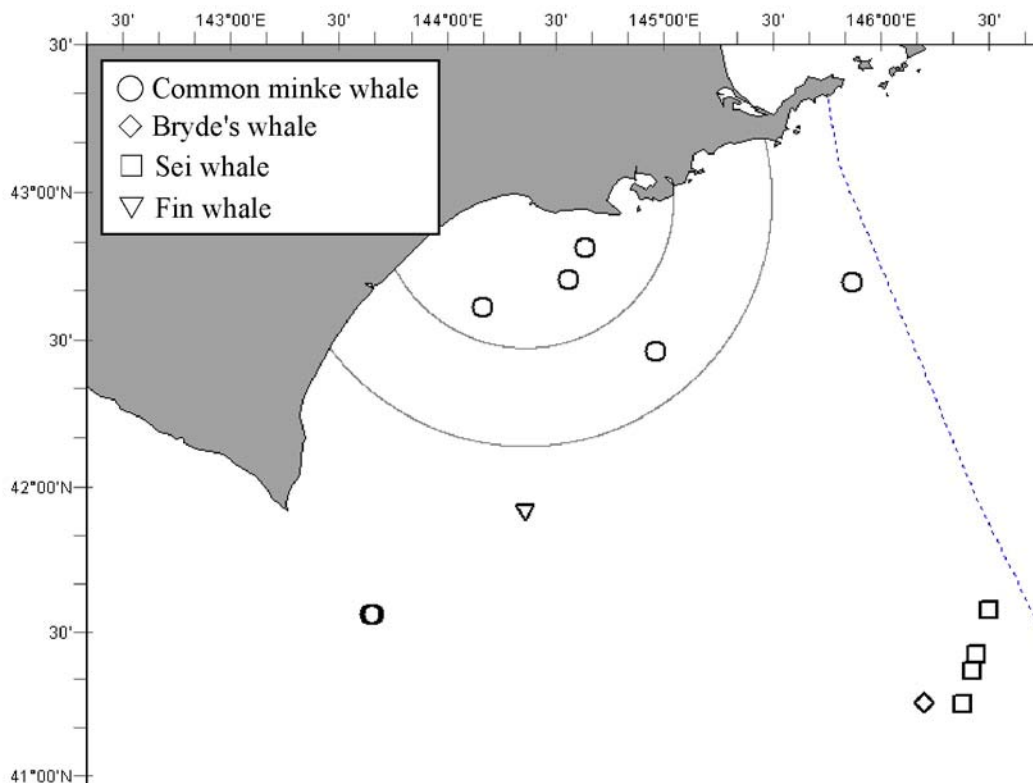 30' 143°00'E 30' 144°00'E 30' 145°00'E 30' 146°00'E 30'
30'
Common minke whale
Bryde's whale
Sei whale
Fin whale
43°00'N
30'
42°00'N
30'
41°00'N